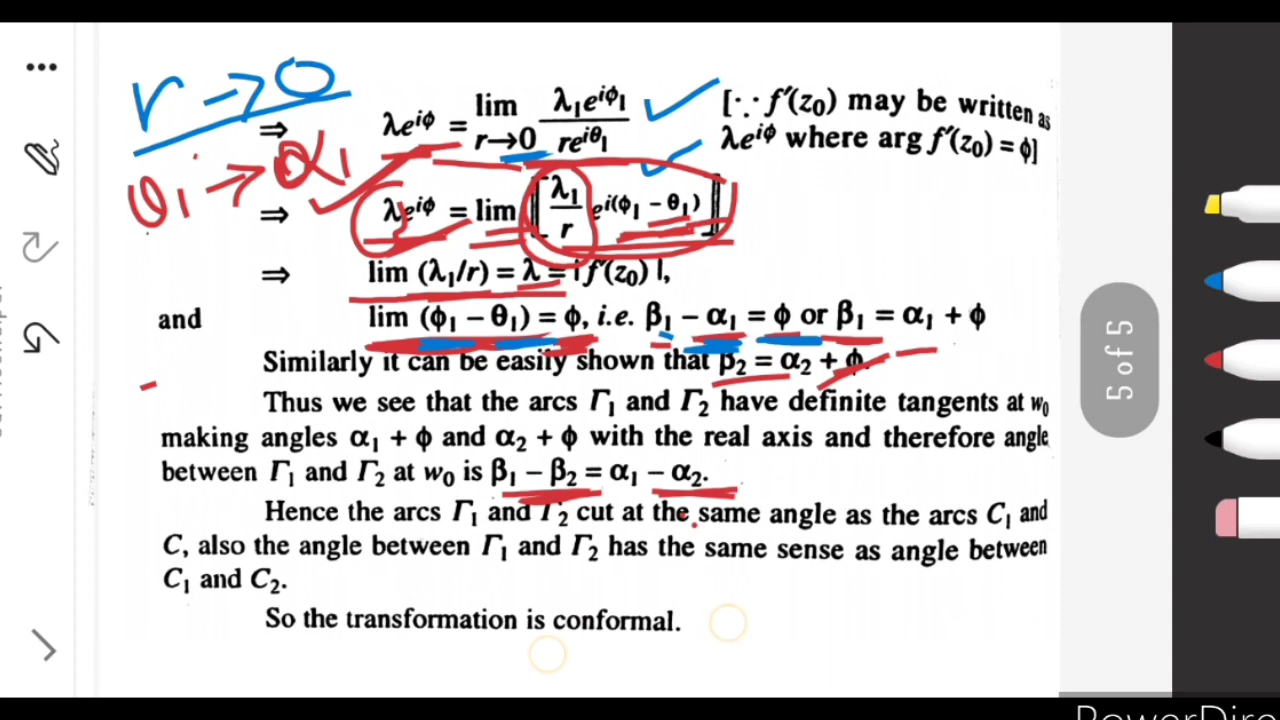 r → 0
⇒ λe^{iϕ} = lim_{r→0} λ₁e^{iϕ₁} / re^{iθ₁} [∵ f′(z₀) may be written as
λe^{iϕ} where arg f′(z₀) = ϕ]
θ₁ → α₁
⇒ λe^{iϕ} = lim [ λ₁/r e^{i(ϕ₁ − θ₁)} ]
⇒ lim (λ₁/r) = λ = | f′(z₀) |,
and lim (ϕ₁ − θ₁) = ϕ, i.e. β₁ − α₁ = ϕ or β₁ = α₁ + ϕ
Similarly it can be easily shown that β₂ = α₂ + ϕ.
Thus we see that the arcs Γ₁ and Γ₂ have definite tangents at w₀
making angles α₁ + ϕ and α₂ + ϕ with the real axis and therefore angle
between Γ₁ and Γ₂ at w₀ is β₁ − β₂ = α₁ − α₂.
Hence the arcs Γ₁ and Γ₂ cut at the same angle as the arcs C₁ and
C, also the angle between Γ₁ and Γ₂ has the same sense as angle between
C₁ and C₂.
So the transformation is conformal.
5 of 5